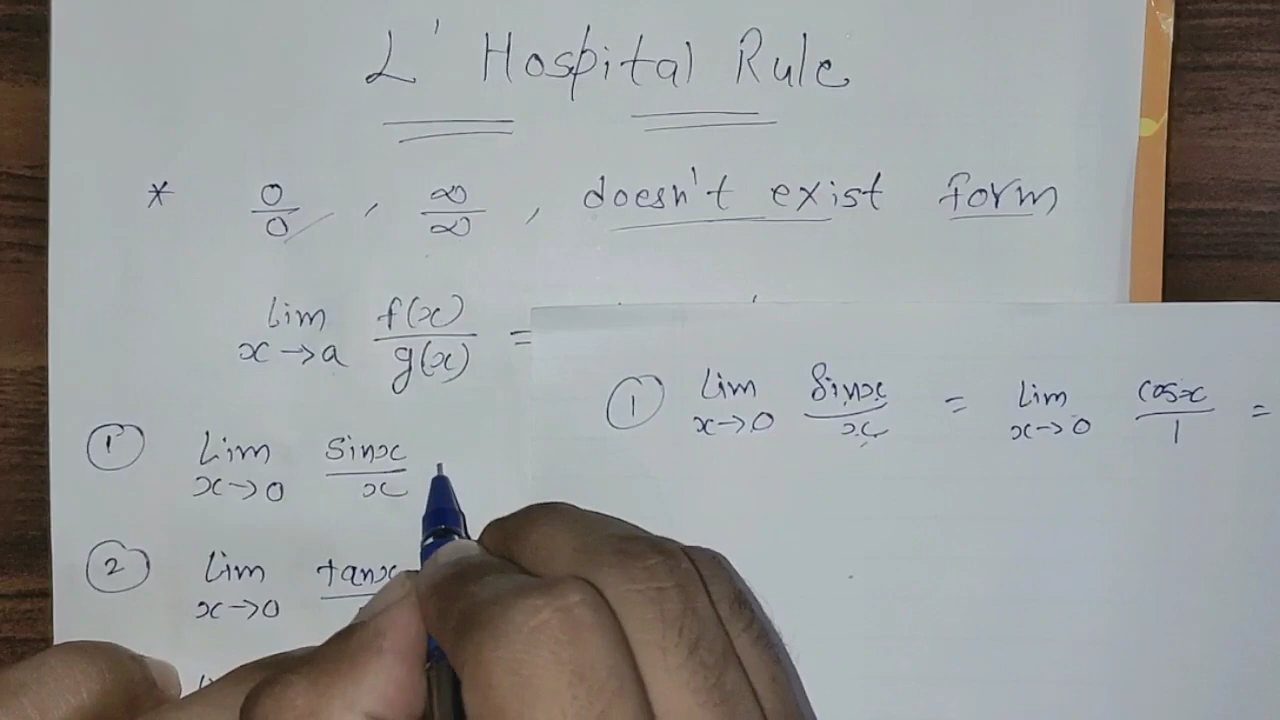 L' Hospital Rule
* 0/0 , ∞/∞ , doesn't exist form
lim x→a f(x)/g(x) =
① Lim x→0 sinx/x
② Lim x→0 tanx
① Lim x→0 Sinx/x = Lim x→0 cosx/1 =